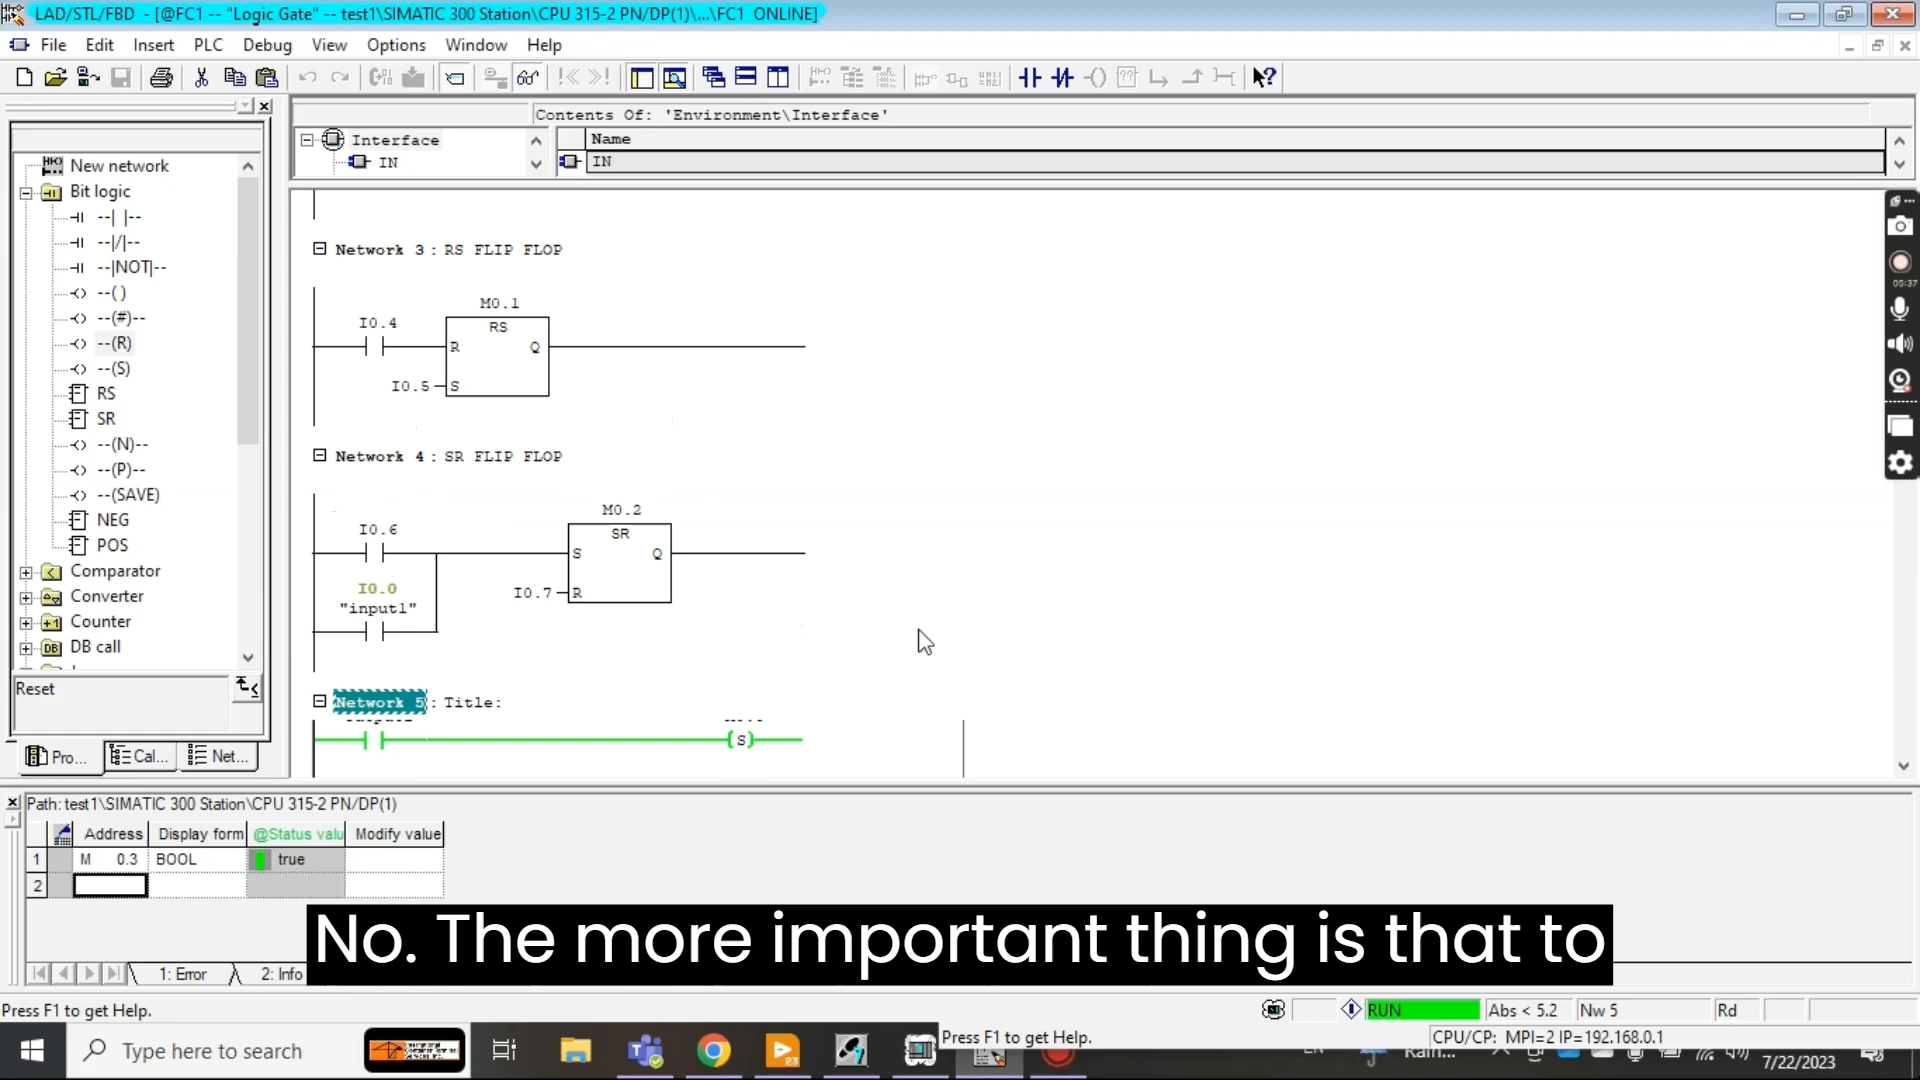 LAD/STL/FBD - [@FC1 -- "Logic Gate" -- test1\SIMATIC 300 Station\CPU 315-2 PN/DP(1)\...\FC1 ONLINE]
File Edit Insert PLC Debug View Options Window Help
Contents Of: 'Environment\Interface'
Interface
IN
Name
IN
New network
Bit logic
--| |--
--|/|--
--|NOT|--
--( )
--(#)--
--(R)
--(S)
RS
SR
--(N)--
--(P)--
--(SAVE)
NEG
POS
Comparator
Converter
Counter
DB call
Reset
Pro... Cal... Net...
Network 3 : RS FLIP FLOP
M0.1
I0.4
RS
R Q
I0.5
S
Network 4 : SR FLIP FLOP
M0.2
I0.6
SR
S Q
I0.0
"input1"
I0.7
R
Network 5 : Title:
(S)
05:37
Path: test1\SIMATIC 300 Station\CPU 315-2 PN/DP(1)
Address Display form @Status valu Modify value
1 M 0.3 BOOL true
2
1: Error 2: Info
No. The more important thing is that to
Press F1 to get Help.
RUN Abs < 5.2 Nw 5 Rd
Type here to search
Press F1 to get Help.
CPU/CP: MPI=2 IP=192.168.0.1
Rain...
7/22/2023